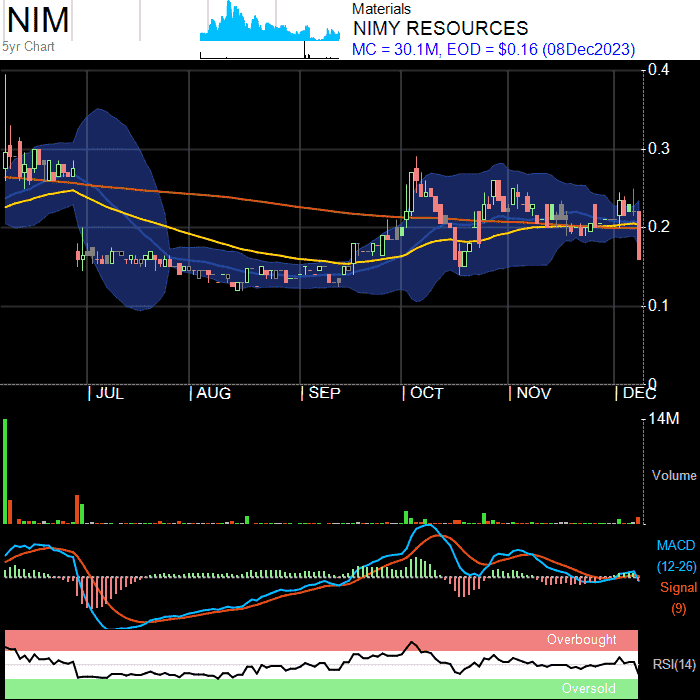 NIM
5yr Chart
Materials
NIMY RESOURCES
MC = 30.1M, EOD = $0.16 (08Dec2023)
0.4
0.3
0.2
0.1
0
JUL AUG SEP OCT NOV DEC
14M
Volume
MACD
(12-26)
Signal
(9)
Overbought
RSI(14)
Oversold